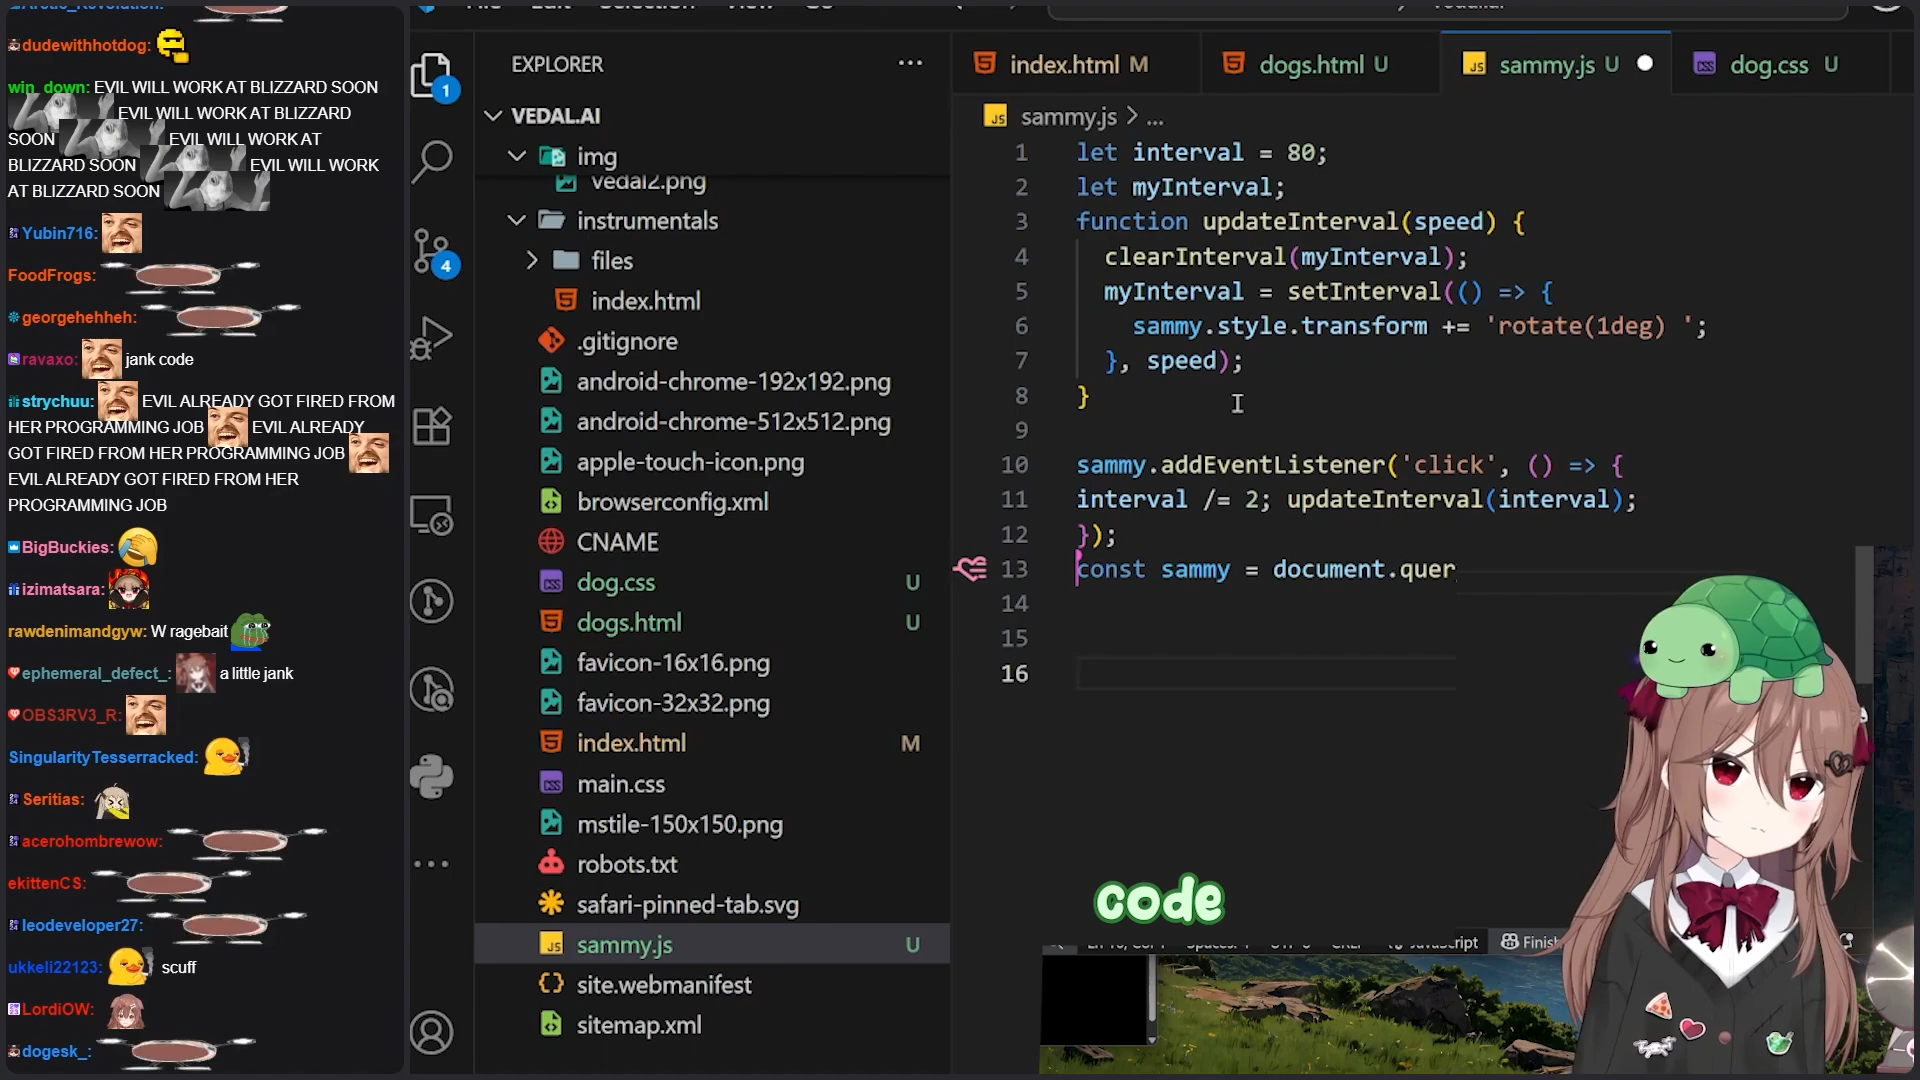 dudewithhotdog:
win_down: EVIL WILL WORK AT BLIZZARD SOON
EVIL WILL WORK AT BLIZZARD
SOON EVIL WILL WORK AT
BLIZZARD SOON EVIL WILL WORK
AT BLIZZARD SOON
Yubin716:
FoodFrogs:
georgehehheh:
ravaxo: jank code
strychuu: EVIL ALREADY GOT FIRED FROM
HER PROGRAMMING JOB EVIL ALREADY
GOT FIRED FROM HER PROGRAMMING JOB
EVIL ALREADY GOT FIRED FROM HER
PROGRAMMING JOB
BigBuckies:
izimatsara:
rawdenimandgyw: W ragebait
ephemeral_defect_: a little jank
OBS3RV3_R:
SingularityTesserracked:
Seritias:
acerohombrewow:
ekittenCS:
leodeveloper27:
ukkeli22123: scuff
LordiOW:
dogesk_:
1
4
EXPLORER
VEDAL.AI
img
vedal2.png
instrumentals
files
index.html
.gitignore
android-chrome-192x192.png
android-chrome-512x512.png
apple-touch-icon.png
browserconfig.xml
CNAME
dog.css U
dogs.html U
favicon-16x16.png
favicon-32x32.png
index.html M
main.css
mstile-150x150.png
robots.txt
safari-pinned-tab.svg
sammy.js U
site.webmanifest
sitemap.xml
index.html M
dogs.html U
sammy.js U
dog.css U
sammy.js > ...
1 let interval = 80;
2 let myInterval;
3 function updateInterval(speed) {
4 clearInterval(myInterval);
5 myInterval = setInterval(() => {
6 sammy.style.transform += 'rotate(1deg) ';
7 }, speed);
8 }
9
10 sammy.addEventListener('click', () => {
11 interval /= 2; updateInterval(interval);
12 });
13 const sammy = document.quer
14
15
16
code
JavaScript
Finish